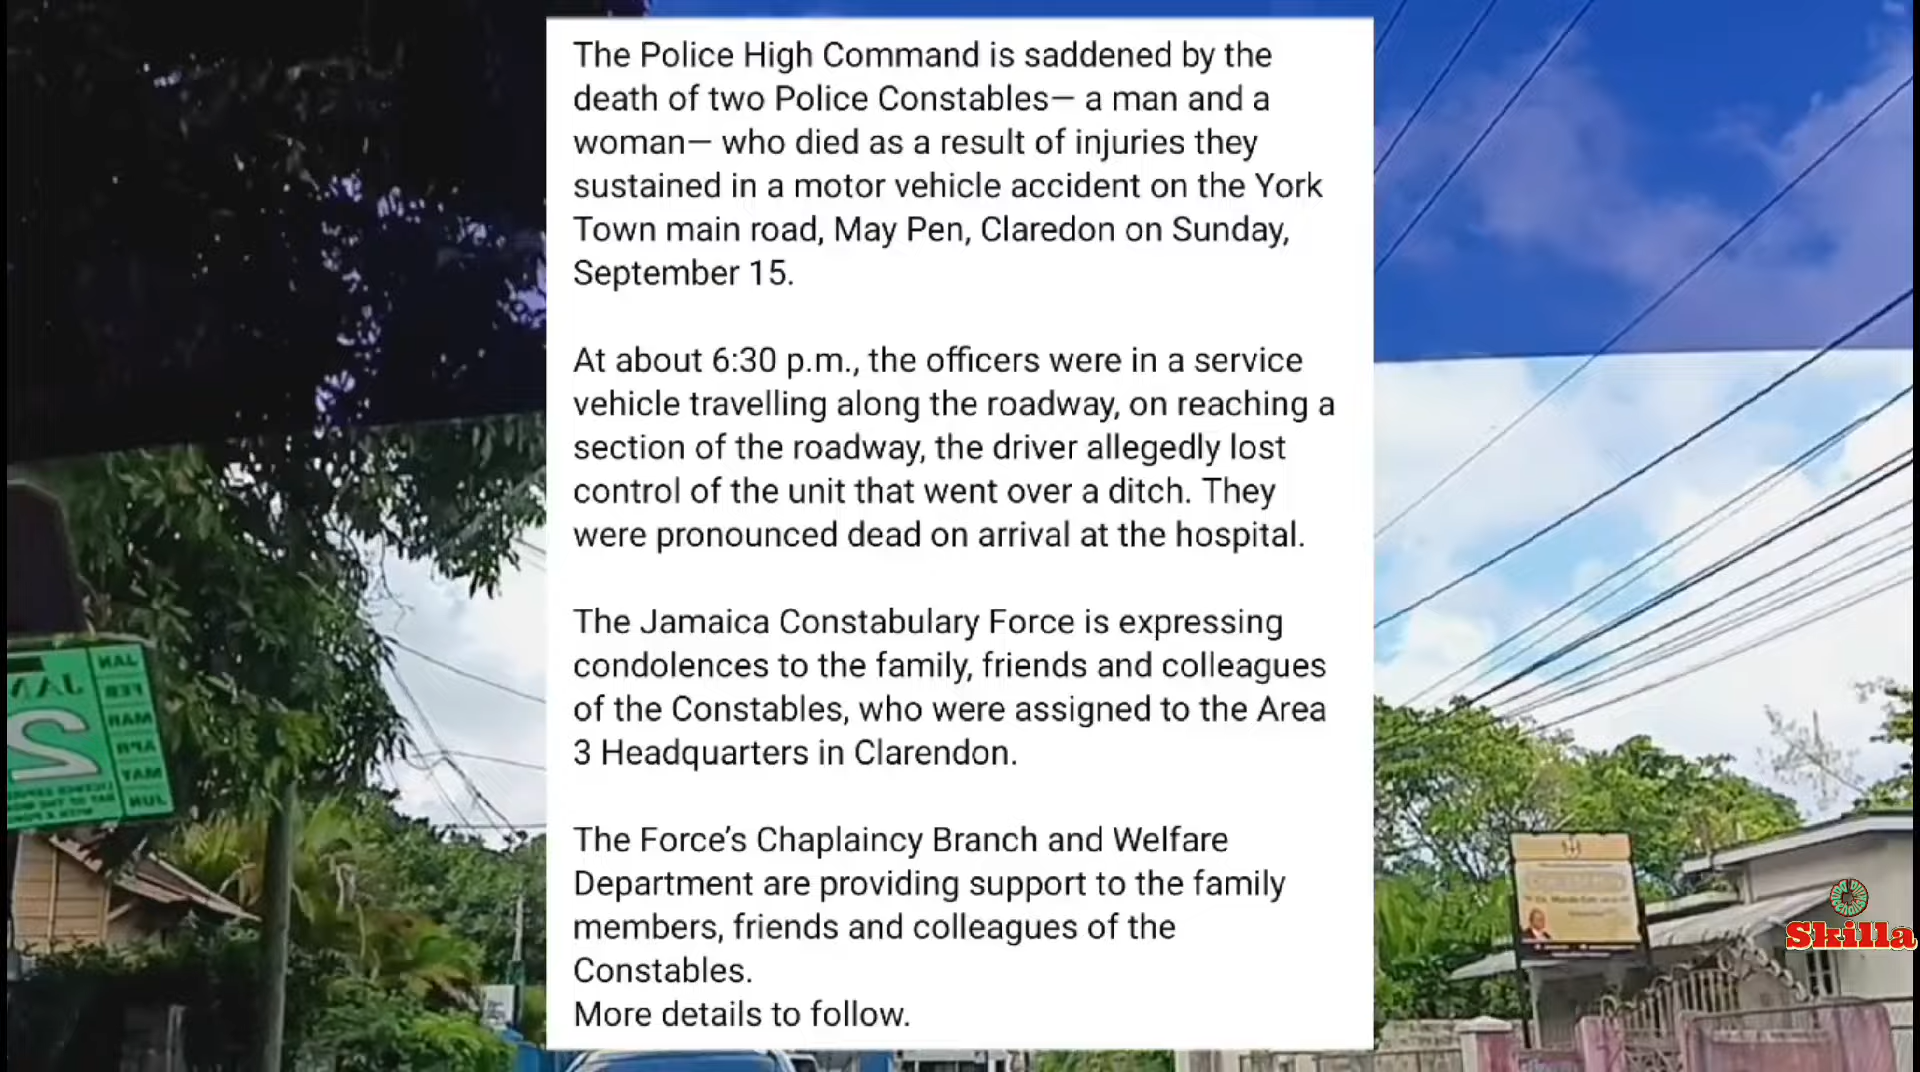 The Police High Command is saddened by the
death of two Police Constables— a man and a
woman— who died as a result of injuries they
sustained in a motor vehicle accident on the York
Town main road, May Pen, Claredon on Sunday,
September 15.
At about 6:30 p.m., the officers were in a service
vehicle travelling along the roadway, on reaching a
section of the roadway, the driver allegedly lost
control of the unit that went over a ditch. They
were pronounced dead on arrival at the hospital.
The Jamaica Constabulary Force is expressing
condolences to the family, friends and colleagues
of the Constables, who were assigned to the Area
3 Headquarters in Clarendon.
The Force’s Chaplaincy Branch and Welfare
Department are providing support to the family
members, friends and colleagues of the
Constables.
More details to follow.
JAN
FEB
MAR
APR
MAY
JUN
2
Skilla